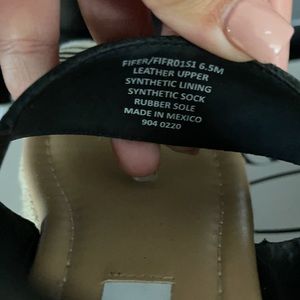 FIFER/FIFR01S1 6.5M
LEATHER UPPER
SYNTHETIC LINING
SYNTHETIC SOCK
RUBBER SOLE
MADE IN MEXICO
904 0220